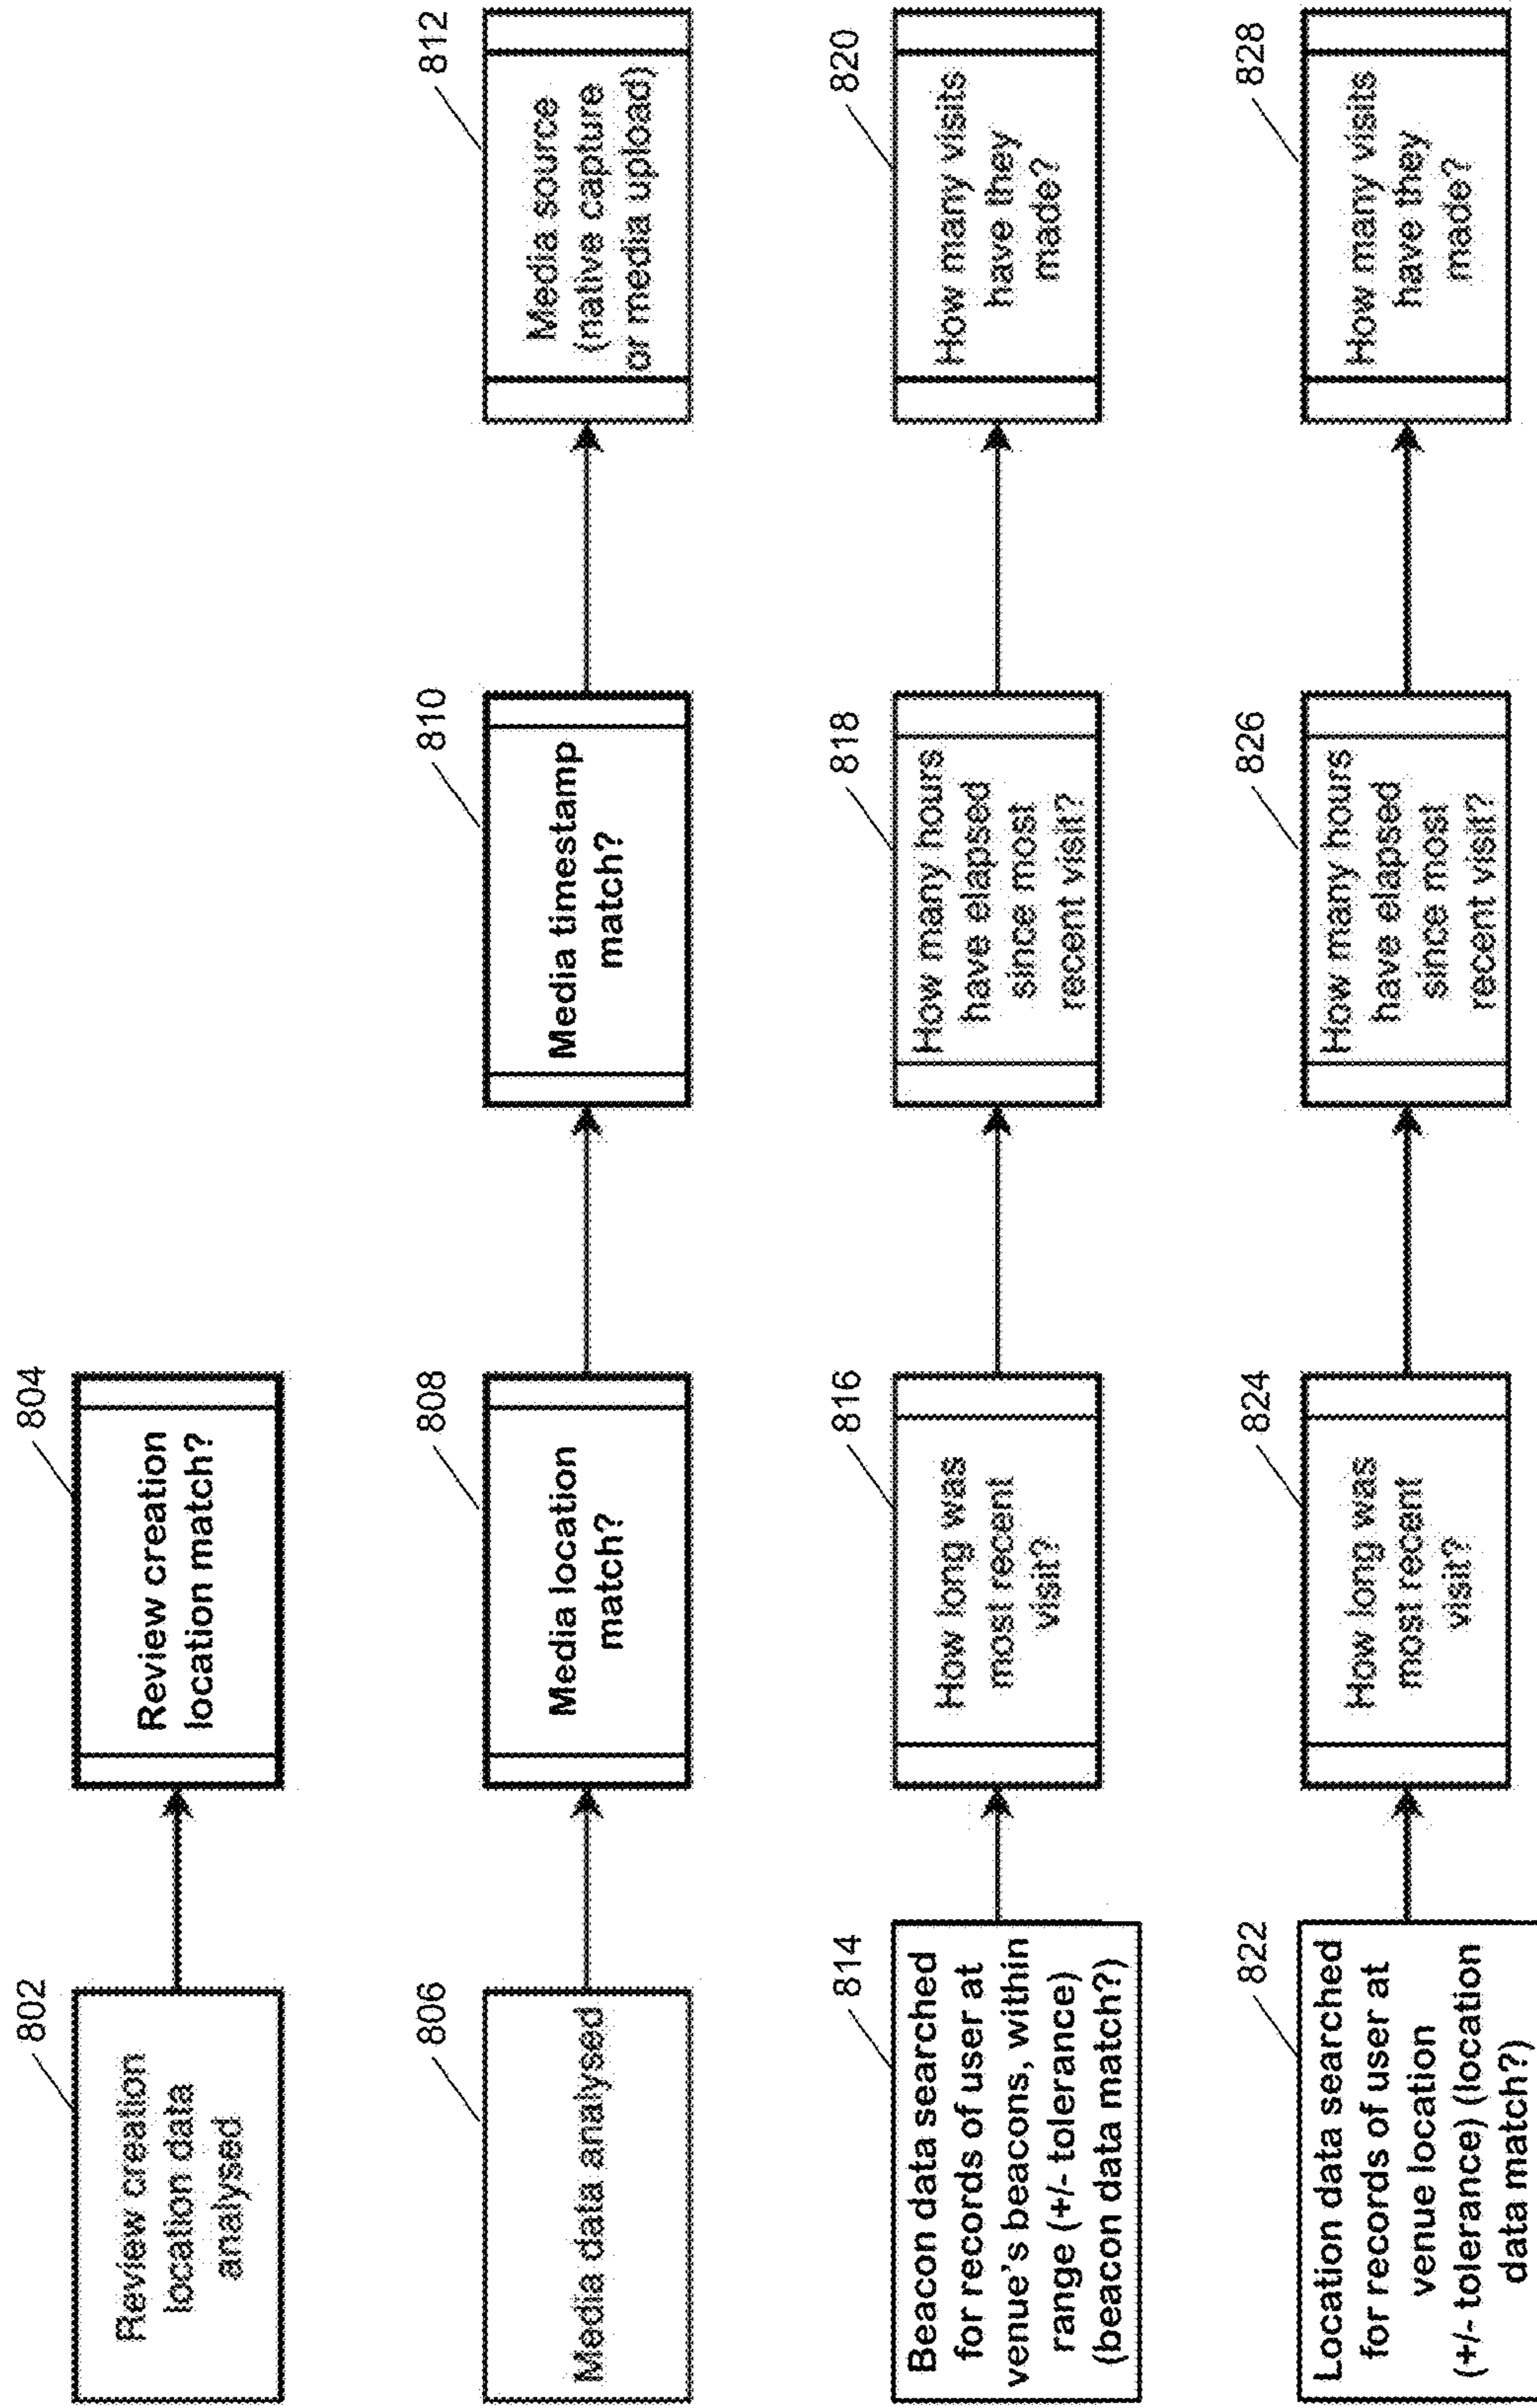 802
Review creation
location data
analysed
804
Review creation
location match?
806
Media data analysed
808
Media location
match?
810
Media timestamp
match?
812
Media source
(native capture
or media upload)
814
Beacon data searched
for records of user at
venue's beacons, within
range (+/- tolerance)
(beacon data match?)
816
How long was
most recent
visit?
818
How many hours
have elapsed
since most
recent visit?
820
How many visits
have they
made?
822
Location data searched
for records of user at
venue location
(+/- tolerance) (location
data match?)
824
How long was
most recent
visit?
826
How many hours
have elapsed
since most
recent visit?
828
How many visits
have they
made?